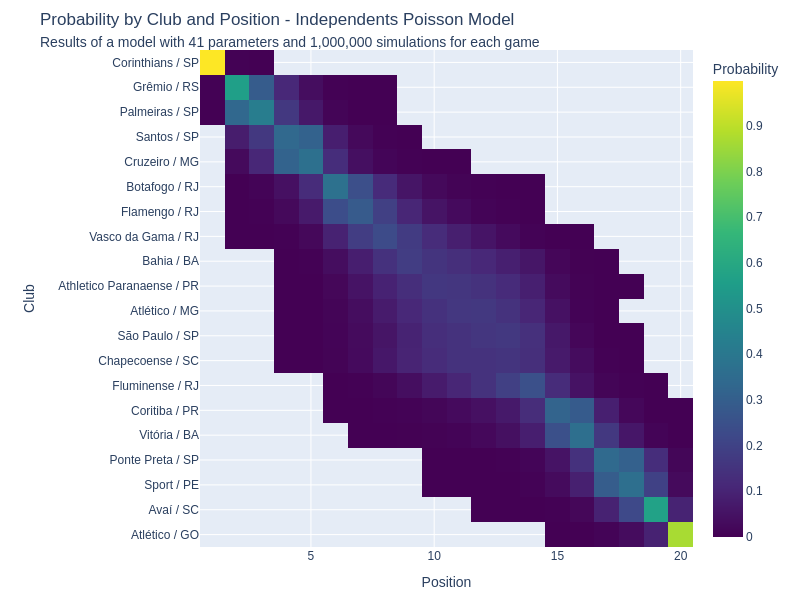 Probability by Club and Position - Independents Poisson Model
Results of a model with 41 parameters and 1,000,000 simulations for each game
Probability
0.9
0.8
0.7
0.6
0.5
0.4
0.3
0.2
0.1
0
Club
Corinthians / SP
Grêmio / RS
Palmeiras / SP
Santos / SP
Cruzeiro / MG
Botafogo / RJ
Flamengo / RJ
Vasco da Gama / RJ
Bahia / BA
Athletico Paranaense / PR
Atlético / MG
São Paulo / SP
Chapecoense / SC
Fluminense / RJ
Coritiba / PR
Vitória / BA
Ponte Preta / SP
Sport / PE
Avaí / SC
Atlético / GO
5 10 15 20
Position